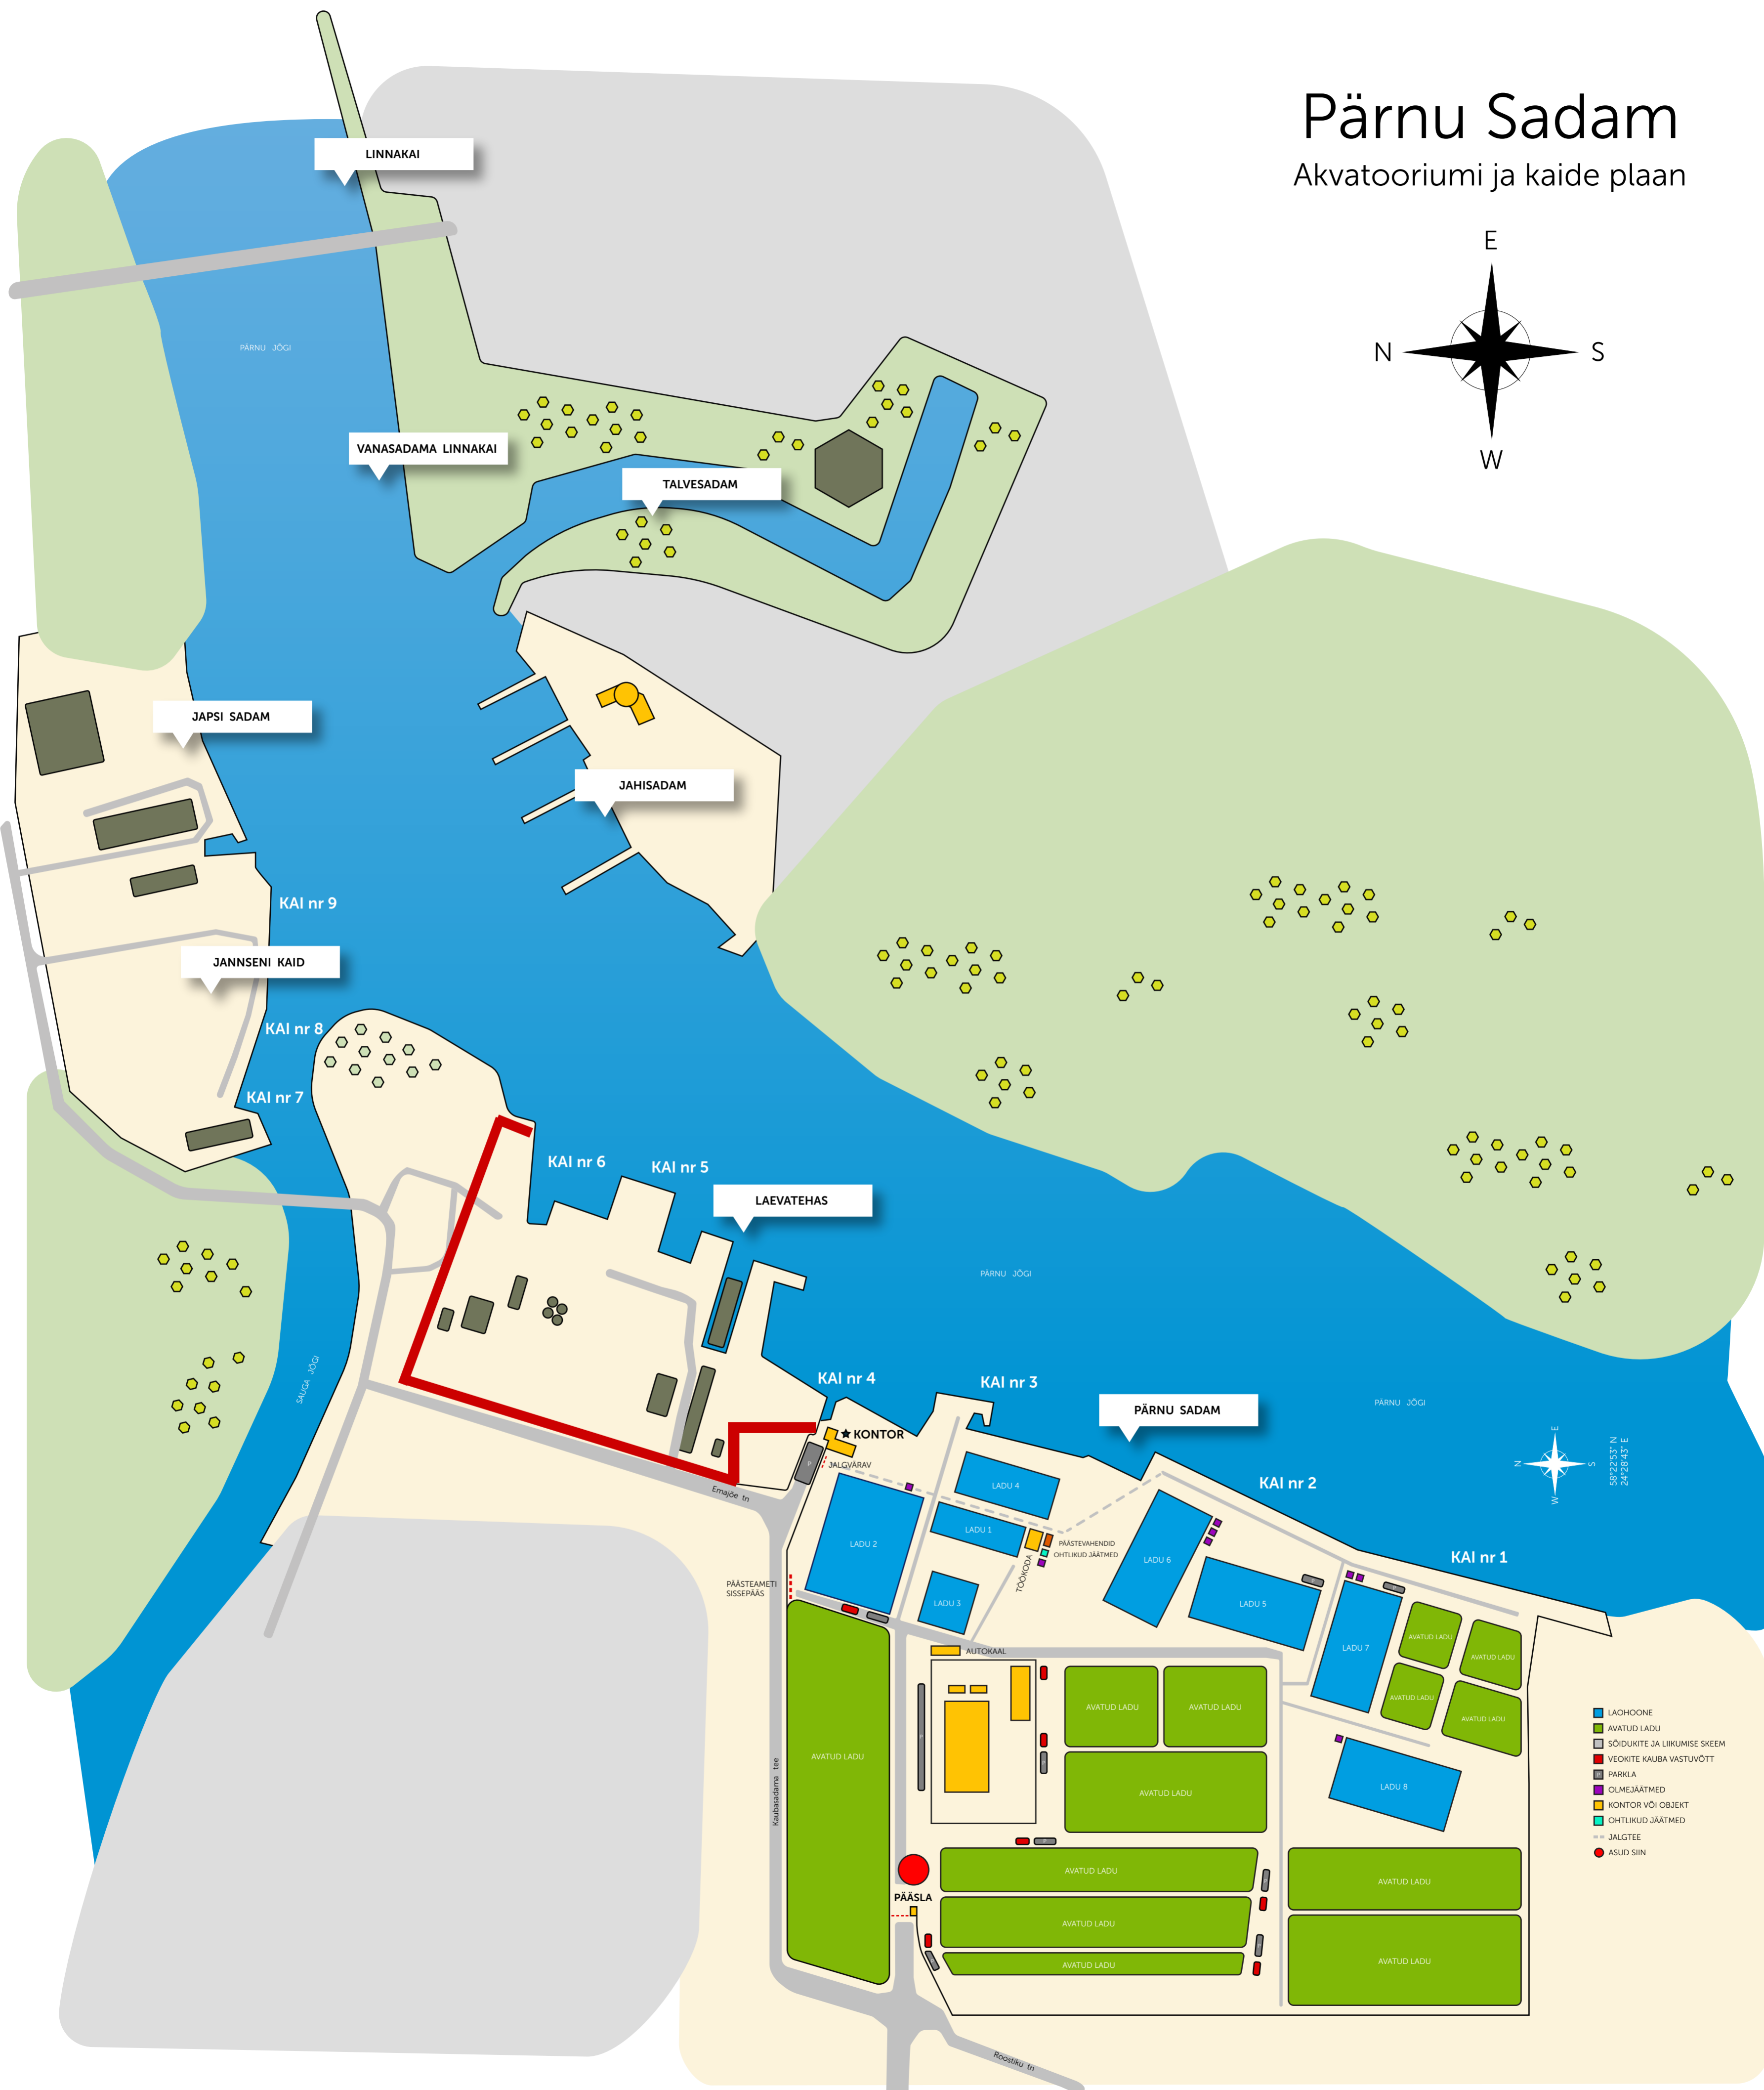 Pärnu Sadam
Akvatooriumi ja kaide plaan
E
N
S
W
LINNAKAI
PÄRNU JÕGI
VANASADAMA LINNAKAI
TALVESADAM
JAPSI SADAM
JAHISADAM
KAI nr 9
JANNSENI KAID
KAI nr 8
KAI nr 7
KAI nr 6
KAI nr 5
LAEVATEHAS
PÄRNU JÕGI
SAUGA JÕGI
KAI nr 4
KAI nr 3
PÄRNU SADAM
PÄRNU JÕGI
KONTOR
JALGVÄRAV
P
Emajõe tn
KAI nr 2
E
N
S
W
58°22'53" N
24°28'43" E
LADU 4
LADU 1
LADU 2
PÄÄSTEVAHENDID
OHTLIKUD JÄÄTMED
TÖÖKODA
LADU 6
KAI nr 1
PÄÄSTEAMETI
SISSEPÄÄS
LADU 3
LADU 5
LADU 7
AVATUD LADU
AVATUD LADU
AVATUD LADU
AVATUD LADU
AUTOKAAL
AVATUD LADU
AVATUD LADU
AVATUD LADU
AVATUD LADU
LADU 8
Kaubasadama tee
AVATUD LADU
AVATUD LADU
AVATUD LADU
AVATUD LADU
AVATUD LADU
PÄÄSLA
Roostiku tn
LAOHOONE
AVATUD LADU
SÕIDUKITE JA LIIKUMISE SKEEM
VEOKITE KAUBA VASTUVÕTT
P PARKLA
OLMEJÄÄTMED
KONTOR VÕI OBJEKT
OHTLIKUD JÄÄTMED
JALGTEE
ASUD SIIN